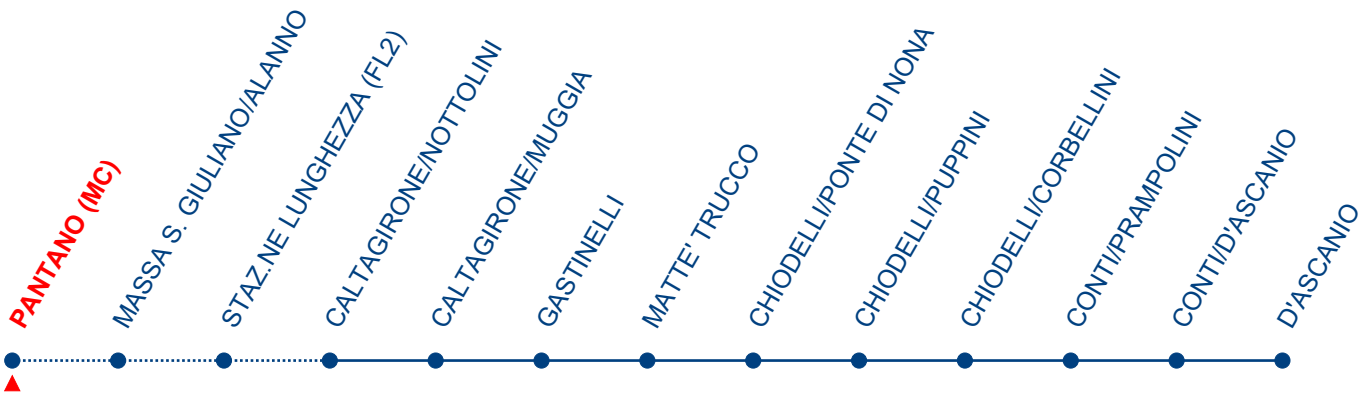 PANTANO (MC)
MASSA S. GIULIANO/ALANNO
STAZ.NE LUNGHEZZA (FL2)
CALTAGIRONE/NOTTOLINI
CALTAGIRONE/MUGGIA
GASTINELLI
MATTE' TRUCCO
CHIODELLI/PONTE DI NONA
CHIODELLI/PUPPINI
CHIODELLI/CORBELLINI
CONTI/PRAMPOLINI
CONTI/D'ASCANIO
D'ASCANIO